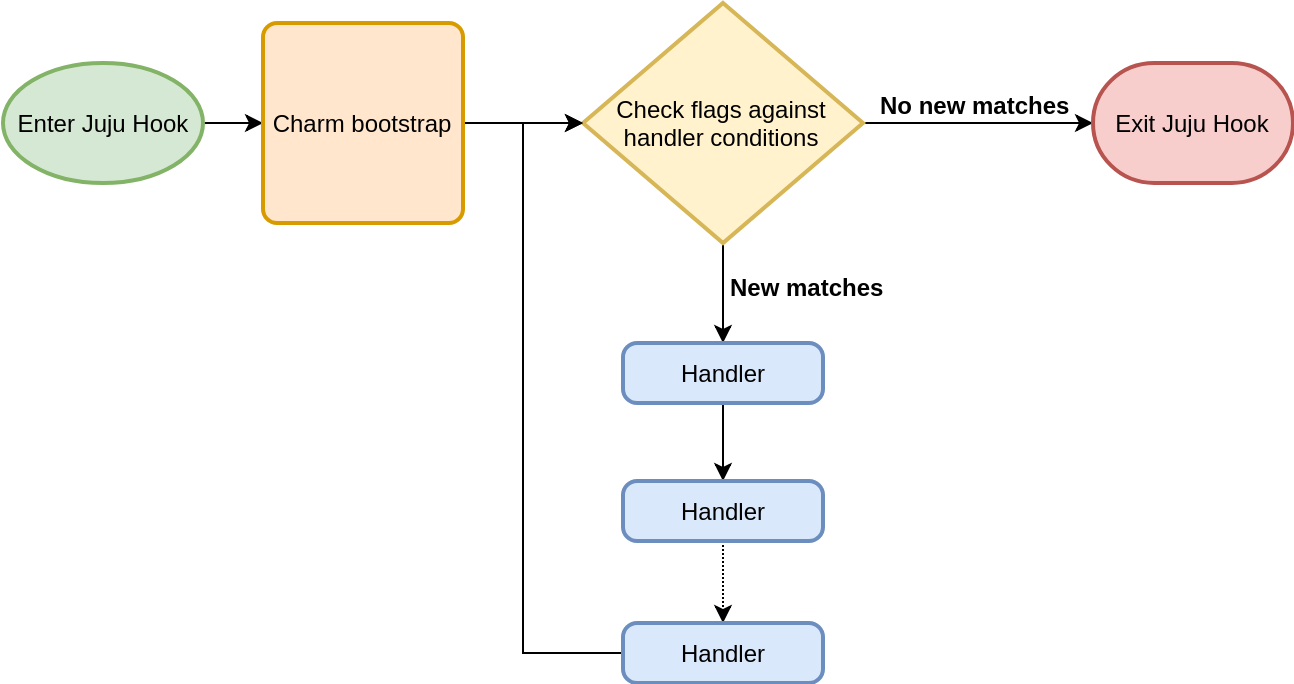 Enter Juju Hook
Charm bootstrap
Check flags against
handler conditions
No new matches
Exit Juju Hook
New matches
Handler
Handler
Handler